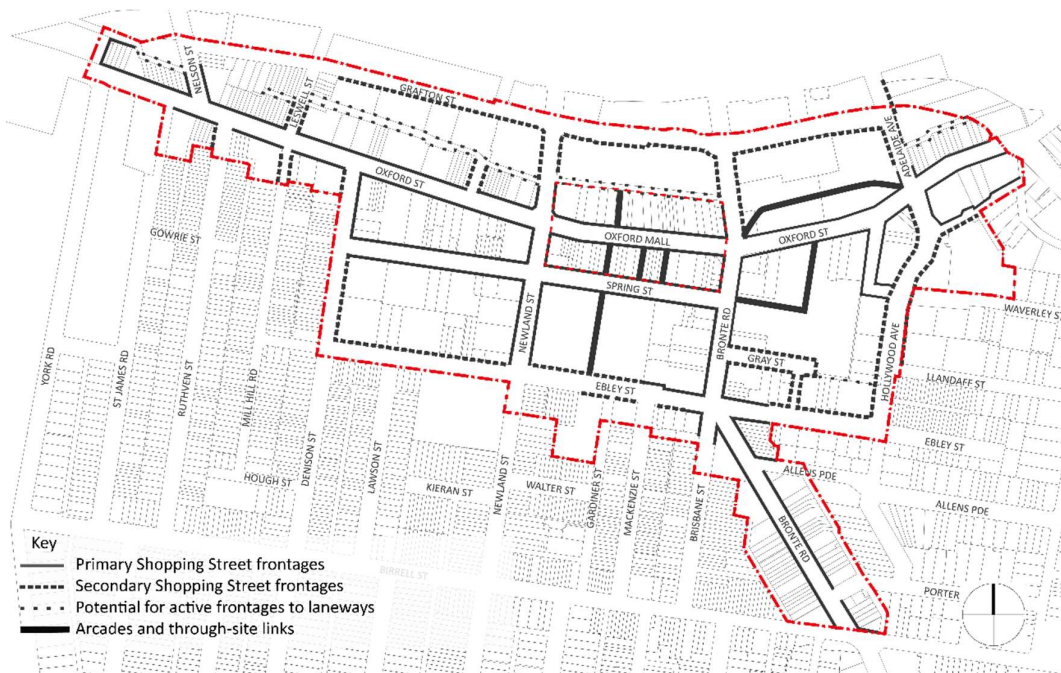 NELSON ST
LESWELL ST
GRAFTON ST
ADELAIDE AVE
OXFORD ST
GOWRIE ST
OXFORD MALL
OXFORD ST
SPRING ST
WAVERLEY ST
NEWLAND ST
BRONTE RD
HOLLYWOOD AVE
GRAY ST
YORK RD
ST JAMES RD
RUTHVEN ST
MILL HILL RD
LLANDAFF ST
EBLEY ST
EBLEY ST
DENISON ST
LAWSON ST
ALLENS PDE
HOUGH ST
KIERAN ST
NEWLAND ST
WALTER ST
GARDINER ST
MACKENZIE ST
BRISBANE ST
ALLENS PDE
BRONTE RD
Key
Primary Shopping Street frontages
BIRRELL ST
Secondary Shopping Street frontages
PORTER
Potential for active frontages to laneways
Arcades and through-site links